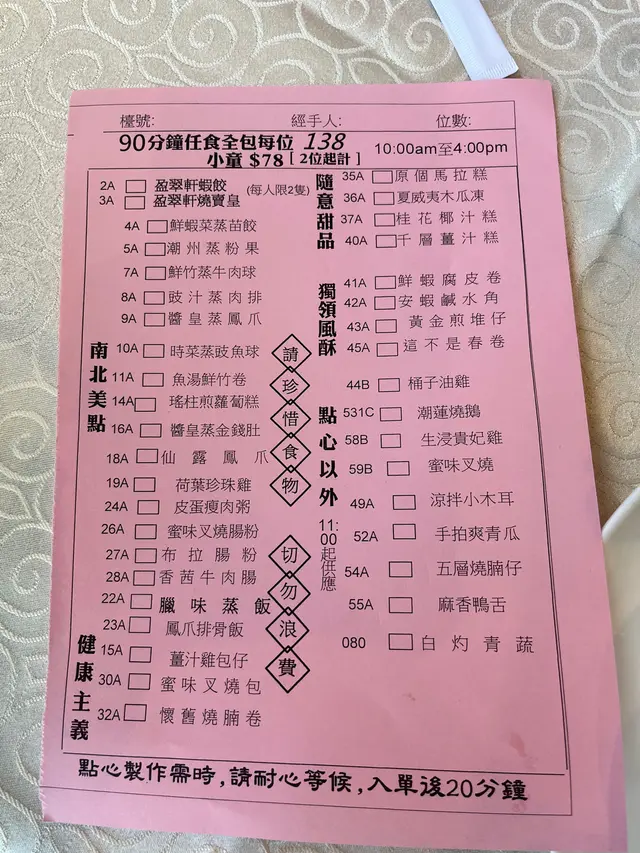 檯號: 經手人: 位數:
90分鐘任食全包每位 138
小童 $78 [ 2位起計 ]
10:00am至4:00pm
南北美點
2A 盈翠軒蝦餃 (每人限2隻)
3A 盈翠軒燒賣皇
4A 鮮蝦菜蒸苗餃
5A 潮州蒸粉果
7A 鮮竹蒸牛肉球
8A 豉汁蒸肉排
9A 醬皇蒸鳳爪
10A 時菜蒸豉魚球
11A 魚湯鮮竹卷
14A 瑤柱煎蘿蔔糕
16A 醬皇蒸金錢肚
18A 仙露鳳爪
19A 荷葉珍珠雞
24A 皮蛋瘦肉粥
26A 蜜味叉燒腸粉
27A 布拉腸粉
28A 香茜牛肉腸
22A 臘味蒸飯
23A 鳳爪排骨飯
健康主義
15A 薑汁雞包仔
30A 蜜味叉燒包
32A 懷舊燒腩卷
請珍惜食物
切勿浪費
隨意甜品
35A 原個馬拉糕
36A 夏威夷木瓜凍
37A 桂花椰汁糕
40A 千層薑汁糕
獨領風酥
41A 鮮蝦腐皮卷
42A 安蝦鹹水角
43A 黃金煎堆仔
45A 這不是春卷
點心以外
11:00起供應
44B 桶子油雞
531C 潮蓮燒鵝
58B 生浸貴妃雞
59B 蜜味叉燒
49A 涼拌小木耳
52A 手拍爽青瓜
54A 五層燒腩仔
55A 麻香鴨舌
080 白灼青蔬
點心製作需時,請耐心等候,入單後20分鐘